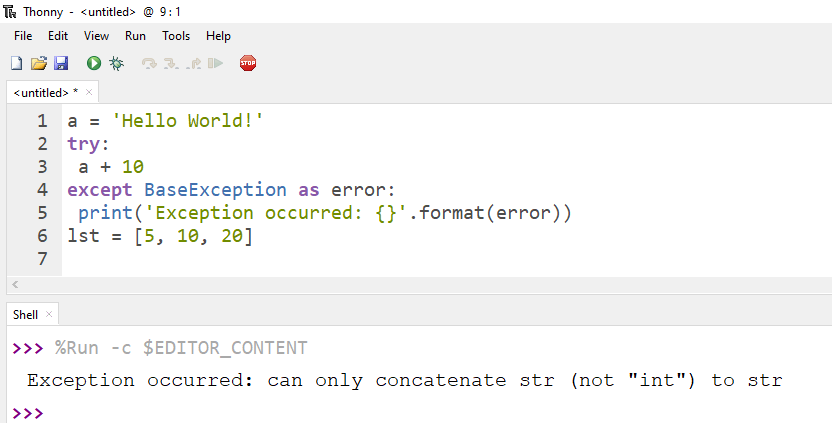 Thonny - <untitled> @ 9:1
File Edit View Run Tools Help
STOP
<untitled> * ×
1 a = 'Hello World!'
2 try:
3  a + 10
4 except BaseException as error:
5  print('Exception occurred: {}'.format(error))
6 lst = [5, 10, 20]
7
Shell ×
>>> %Run -c $EDITOR_CONTENT
Exception occurred: can only concatenate str (not "int") to str
>>>